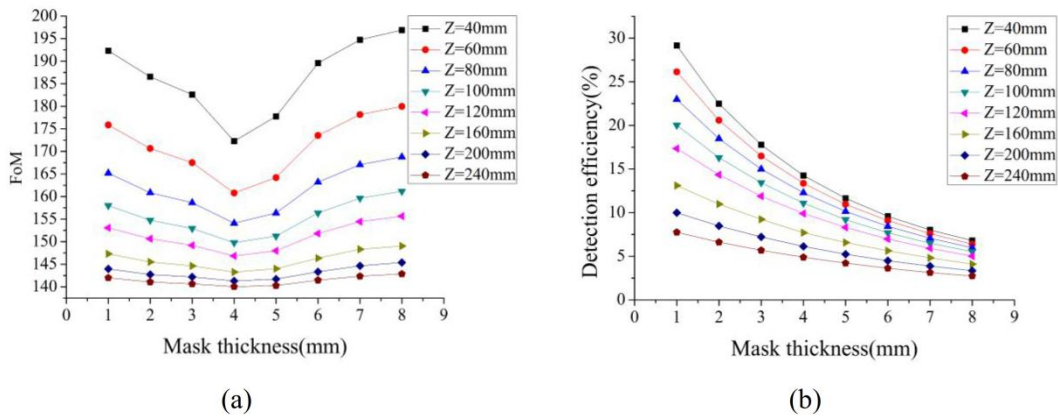 200
195
190
185
180
175
170
165
160
155
150
145
140
FoM
0 1 2 3 4 5 6 7 8 9
Mask thickness(mm)
Z=40mm
Z=60mm
Z=80mm
Z=100mm
Z=120mm
Z=160mm
Z=200mm
Z=240mm
(a)
30
25
20
15
10
5
0
Detection efficiency(%)
0 1 2 3 4 5 6 7 8 9
Mask thickness(mm)
Z=40mm
Z=60mm
Z=80mm
Z=100mm
Z=120mm
Z=160mm
Z=200mm
Z=240mm
(b)